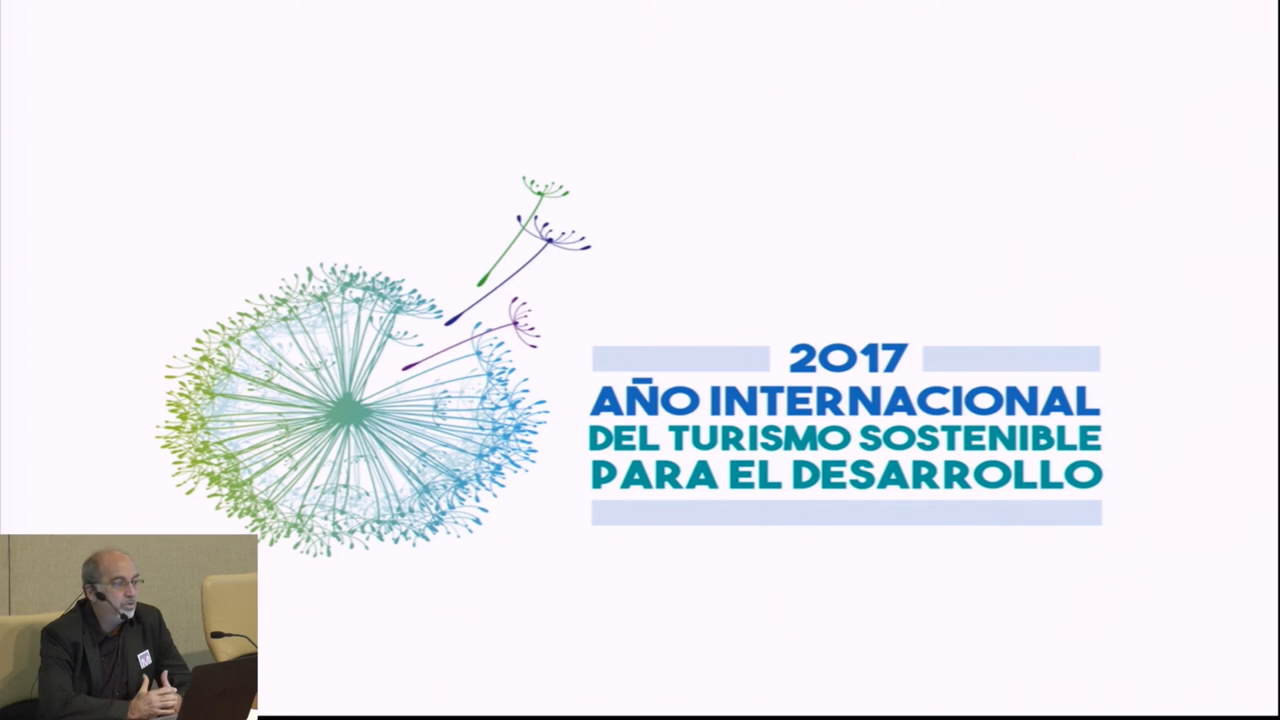 2017
AÑO INTERNACIONAL
DEL TURISMO SOSTENIBLE
PARA EL DESARROLLO